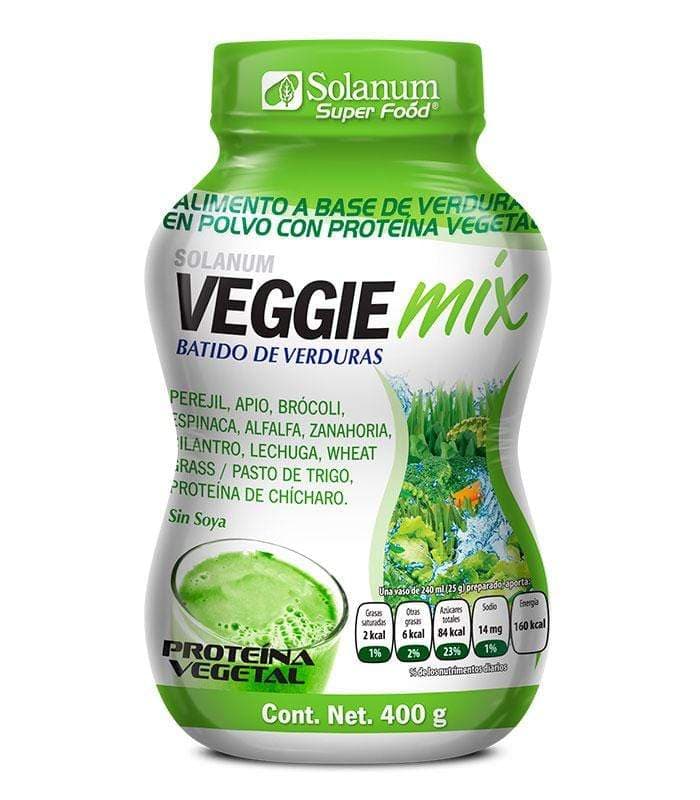 Solanum
Super Food®
ALIMENTO A BASE DE VERDURA
EN POLVO CON PROTEÍNA VEGETAL
SOLANUM
VEGGIE mix
BATIDO DE VERDURAS
PEREJIL, APIO, BRÓCOLI,
ESPINACA, ALFALFA, ZANAHORIA,
CILANTRO, LECHUGA, WHEAT
GRASS / PASTO DE TRIGO,
PROTEÍNA DE CHÍCHARO.
Sin Soya
Una vaso de 240 ml (25 g) preparado aporta:
Grasas saturadas 2 kcal 1%
Otras grasas 6 kcal 2%
Azúcares totales 84 kcal 23%
Sodio 14 mg 1%
Energía 160 kcal
% de los nutrimentos diarios
PROTEÍNA
VEGETAL
Cont. Net. 400 g